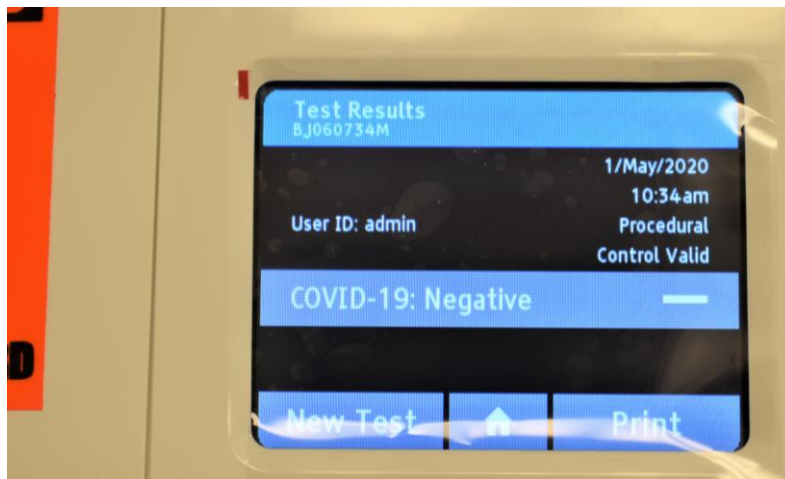 Test Results
BJ060734M
1/May/2020
10:34am
User ID: admin
Procedural
Control Valid
COVID-19: Negative
New Test
Print